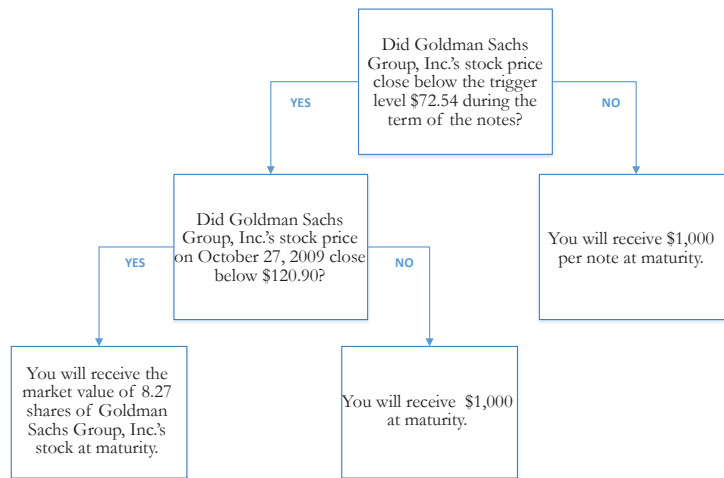 Did Goldman Sachs
Group, Inc.'s stock price
close below the trigger
level $72.54 during the
term of the notes?
YES
NO
Did Goldman Sachs
Group, Inc.'s stock price
on October 27, 2009 close
below $120.90?
You will receive $1,000
per note at maturity.
YES
NO
You will receive the
market value of 8.27
shares of Goldman
Sachs Group, Inc.'s
stock at maturity.
You will receive $1,000
at maturity.